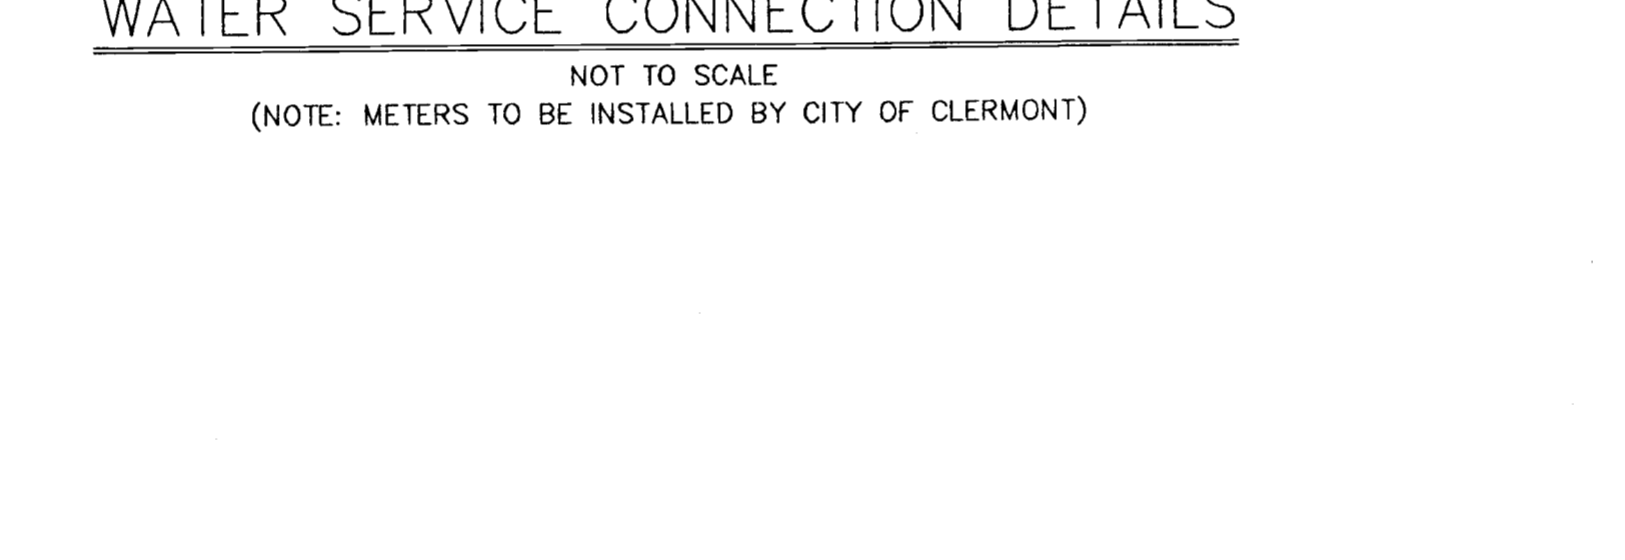 WATER SERVICE CONNECTION DETAILS
NOT TO SCALE
(NOTE: METERS TO BE INSTALLED BY CITY OF CLERMONT)